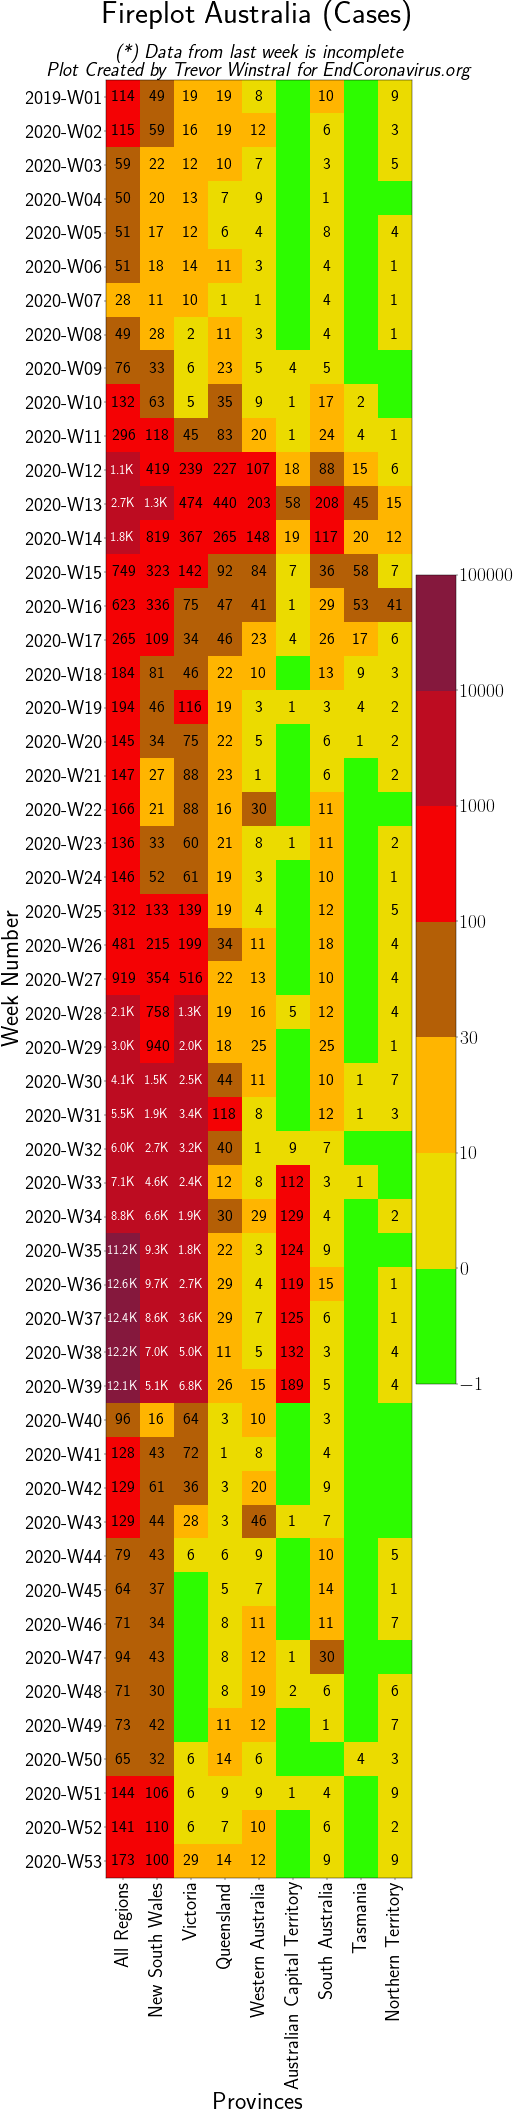 Fireplot Australia (Cases)
(*) Data from last week is incomplete
Plot Created by Trevor Winstral for EndCoronavirus.org
2019-W01 114 49 19 19 8 10 9
2020-W02 115 59 16 19 12 6 3
2020-W03 59 22 12 10 7 3 5
2020-W04 50 20 13 7 9 1
2020-W05 51 17 12 6 4 8 4
2020-W06 51 18 14 11 3 4 1
2020-W07 28 11 10 1 1 4 1
2020-W08 49 28 2 11 3 4 1
2020-W09 76 33 6 23 5 4 5
2020-W10 132 63 5 35 9 1 17 2
2020-W11 296 118 45 83 20 1 24 4 1
2020-W12 1.1K 419 239 227 107 18 88 15 6
2020-W13 2.7K 1.3K 474 440 203 58 208 45 15
2020-W14 1.8K 819 367 265 148 19 117 20 12
2020-W15 749 323 142 92 84 7 36 58 7
2020-W16 623 336 75 47 41 1 29 53 41
2020-W17 265 109 34 46 23 4 26 17 6
2020-W18 184 81 46 22 10 13 9 3
2020-W19 194 46 116 19 3 1 3 4 2
2020-W20 145 34 75 22 5 6 1 2
2020-W21 147 27 88 23 1 6 2
2020-W22 166 21 88 16 30 11
2020-W23 136 33 60 21 8 1 11 2
2020-W24 146 52 61 19 3 10 1
2020-W25 312 133 139 19 4 12 5
2020-W26 481 215 199 34 11 18 4
2020-W27 919 354 516 22 13 10 4
2020-W28 2.1K 758 1.3K 19 16 5 12 4
2020-W29 3.0K 940 2.0K 18 25 25 1
2020-W30 4.1K 1.5K 2.5K 44 11 10 1 7
2020-W31 5.5K 1.9K 3.4K 118 8 12 1 3
2020-W32 6.0K 2.7K 3.2K 40 1 9 7
2020-W33 7.1K 4.6K 2.4K 12 8 112 3 1
2020-W34 8.8K 6.6K 1.9K 30 29 129 4 2
2020-W35 11.2K 9.3K 1.8K 22 3 124 9
2020-W36 12.6K 9.7K 2.7K 29 4 119 15 1
2020-W37 12.4K 8.6K 3.6K 29 7 125 6 1
2020-W38 12.2K 7.0K 5.0K 11 5 132 3 4
2020-W39 12.1K 5.1K 6.8K 26 15 189 5 4
2020-W40 96 16 64 3 10 3
2020-W41 128 43 72 1 8 4
2020-W42 129 61 36 3 20 9
2020-W43 129 44 28 3 46 1 7
2020-W44 79 43 6 6 9 10 5
2020-W45 64 37 5 7 14 1
2020-W46 71 34 8 11 11 7
2020-W47 94 43 8 12 1 30
2020-W48 71 30 8 19 2 6 6
2020-W49 73 42 11 12 1 7
2020-W50 65 32 6 14 6 4 3
2020-W51 144 106 6 9 9 1 4 9
2020-W52 141 110 6 7 10 6 2
2020-W53 173 100 29 14 12 9 9
Week Number
100000
10000
1000
100
30
10
0
−1
All Regions
New South Wales
Victoria
Queensland
Western Australia
Australian Capital Territory
South Australia
Tasmania
Northern Territory
Provinces